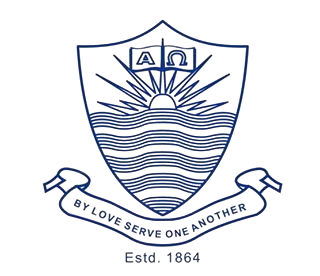 A Ω
BY LOVE SERVE ONE ANOTHER
Estd. 1864